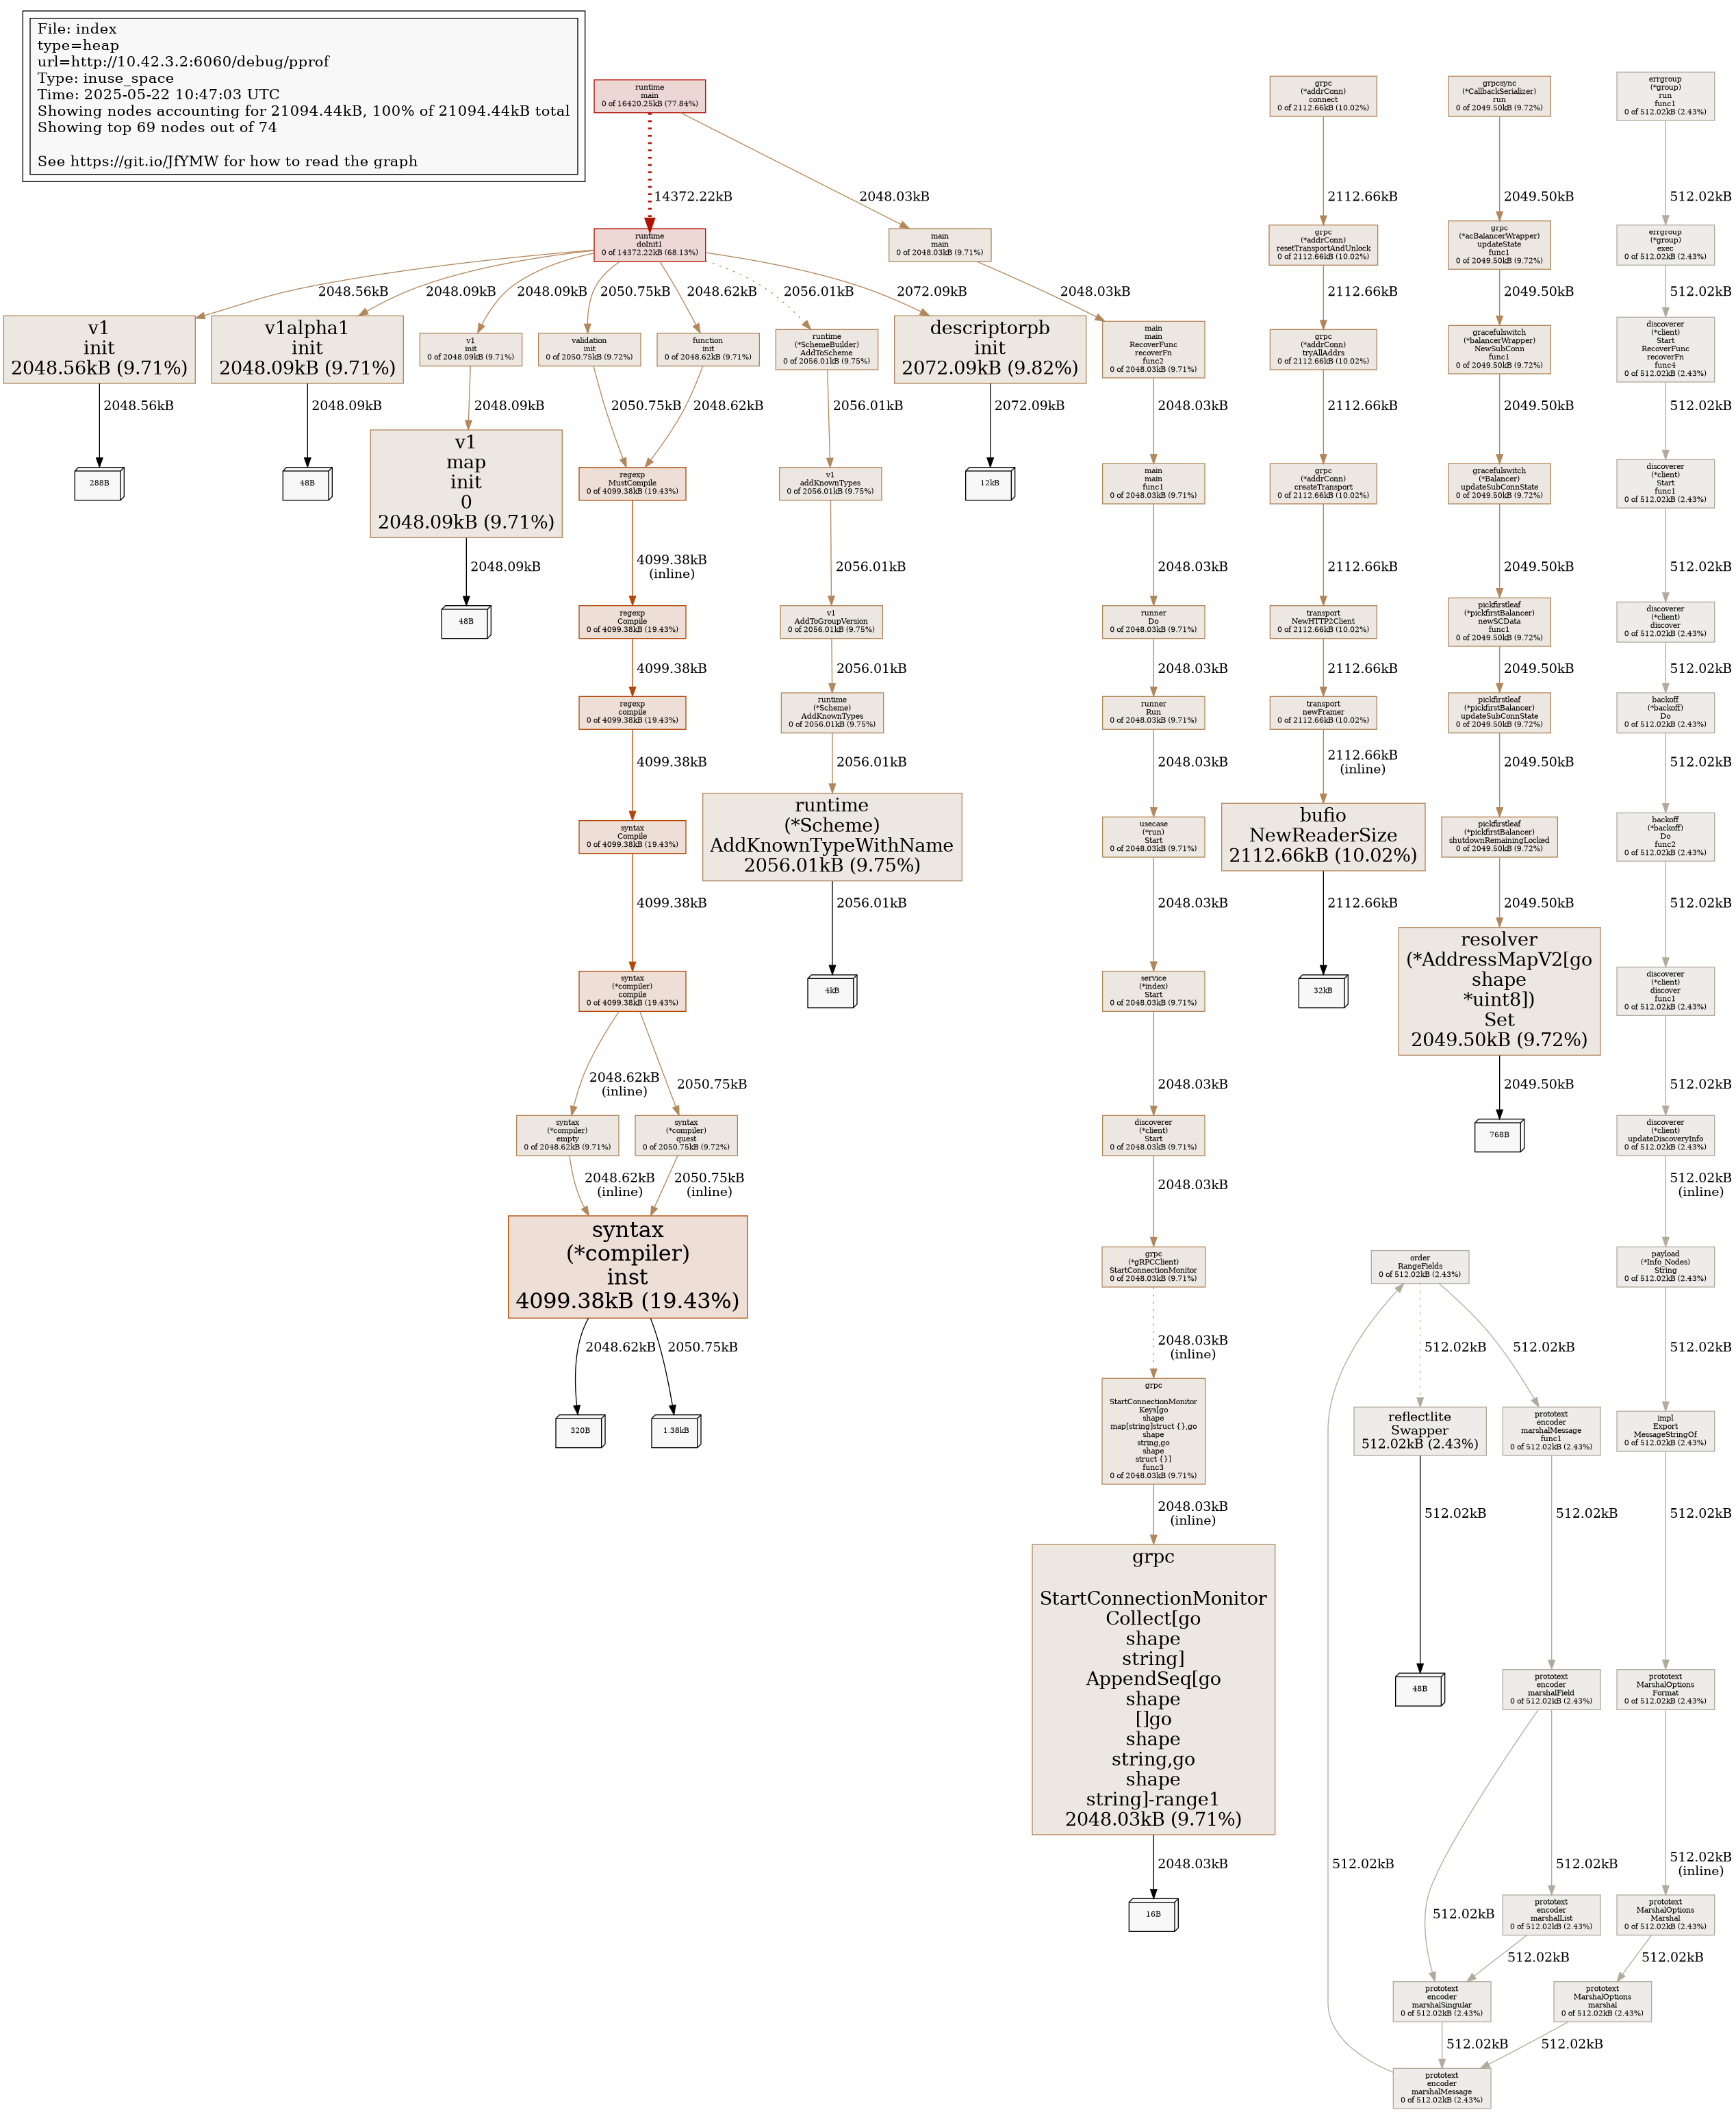 File: index
type=heap
url=http://10.42.3.2:6060/debug/pprof
Type: inuse_space
Time: 2025-05-22 10:47:03 UTC
Showing nodes accounting for 21094.44kB, 100% of 21094.44kB total
Showing top 69 nodes out of 74
See https://git.io/JfYMW for how to read the graph
runtime
main
0 of 16420.25kB (77.84%)
14372.22kB
2048.03kB
runtime
doInit1
0 of 14372.22kB (68.13%)
2048.56kB
2048.09kB
2048.09kB
2050.75kB
2048.62kB
2056.01kB
2072.09kB
v1
init
2048.56kB (9.71%)
2048.56kB
288B
v1alpha1
init
2048.09kB (9.71%)
2048.09kB
48B
v1
init
0 of 2048.09kB (9.71%)
2048.09kB
v1
map
init
0
2048.09kB (9.71%)
2048.09kB
48B
validation
init
0 of 2050.75kB (9.72%)
2050.75kB
function
init
0 of 2048.62kB (9.71%)
2048.62kB
regexp
MustCompile
0 of 4099.38kB (19.43%)
4099.38kB
(inline)
regexp
Compile
0 of 4099.38kB (19.43%)
4099.38kB
regexp
compile
0 of 4099.38kB (19.43%)
4099.38kB
syntax
Compile
0 of 4099.38kB (19.43%)
4099.38kB
syntax
(*compiler)
compile
0 of 4099.38kB (19.43%)
2048.62kB
(inline)
2050.75kB
syntax
(*compiler)
empty
0 of 2048.62kB (9.71%)
2048.62kB
(inline)
syntax
(*compiler)
quest
0 of 2050.75kB (9.72%)
2050.75kB
(inline)
syntax
(*compiler)
inst
4099.38kB (19.43%)
2048.62kB
2050.75kB
320B
1.38kB
runtime
(*SchemeBuilder)
AddToScheme
0 of 2056.01kB (9.75%)
2056.01kB
v1
addKnownTypes
0 of 2056.01kB (9.75%)
2056.01kB
v1
AddToGroupVersion
0 of 2056.01kB (9.75%)
2056.01kB
runtime
(*Scheme)
AddKnownTypes
0 of 2056.01kB (9.75%)
2056.01kB
runtime
(*Scheme)
AddKnownTypeWithName
2056.01kB (9.75%)
2056.01kB
4kB
descriptorpb
init
2072.09kB (9.82%)
2072.09kB
12kB
main
main
0 of 2048.03kB (9.71%)
2048.03kB
main
main
RecoverFunc
recoverFn
func2
0 of 2048.03kB (9.71%)
2048.03kB
main
main
func1
0 of 2048.03kB (9.71%)
2048.03kB
runner
Do
0 of 2048.03kB (9.71%)
2048.03kB
runner
Run
0 of 2048.03kB (9.71%)
2048.03kB
usecase
(*run)
Start
0 of 2048.03kB (9.71%)
2048.03kB
service
(*index)
Start
0 of 2048.03kB (9.71%)
2048.03kB
discoverer
(*client)
Start
0 of 2048.03kB (9.71%)
2048.03kB
grpc
(*gRPCClient)
StartConnectionMonitor
0 of 2048.03kB (9.71%)
2048.03kB
(inline)
grpc
StartConnectionMonitor
Keys[go
shape
map[string]struct {},go
shape
string,go
shape
struct {}]
func3
0 of 2048.03kB (9.71%)
2048.03kB
(inline)
grpc
StartConnectionMonitor
Collect[go
shape
string]
AppendSeq[go
shape
[]go
shape
string,go
shape
string]-range1
2048.03kB (9.71%)
2048.03kB
16B
grpc
(*addrConn)
connect
0 of 2112.66kB (10.02%)
2112.66kB
grpc
(*addrConn)
resetTransportAndUnlock
0 of 2112.66kB (10.02%)
2112.66kB
grpc
(*addrConn)
tryAllAddrs
0 of 2112.66kB (10.02%)
2112.66kB
grpc
(*addrConn)
createTransport
0 of 2112.66kB (10.02%)
2112.66kB
transport
NewHTTP2Client
0 of 2112.66kB (10.02%)
2112.66kB
transport
newFramer
0 of 2112.66kB (10.02%)
2112.66kB
(inline)
bufio
NewReaderSize
2112.66kB (10.02%)
2112.66kB
32kB
grpcsync
(*CallbackSerializer)
run
0 of 2049.50kB (9.72%)
2049.50kB
grpc
(*acBalancerWrapper)
updateState
func1
0 of 2049.50kB (9.72%)
2049.50kB
gracefulswitch
(*balancerWrapper)
NewSubConn
func1
0 of 2049.50kB (9.72%)
2049.50kB
gracefulswitch
(*Balancer)
updateSubConnState
0 of 2049.50kB (9.72%)
2049.50kB
pickfirstleaf
(*pickfirstBalancer)
newSCData
func1
0 of 2049.50kB (9.72%)
2049.50kB
pickfirstleaf
(*pickfirstBalancer)
updateSubConnState
0 of 2049.50kB (9.72%)
2049.50kB
pickfirstleaf
(*pickfirstBalancer)
shutdownRemainingLocked
0 of 2049.50kB (9.72%)
2049.50kB
resolver
(*AddressMapV2[go
shape
*uint8])
Set
2049.50kB (9.72%)
2049.50kB
768B
errgroup
(*group)
run
func1
0 of 512.02kB (2.43%)
512.02kB
errgroup
(*group)
exec
0 of 512.02kB (2.43%)
512.02kB
discoverer
(*client)
Start
RecoverFunc
recoverFn
func4
0 of 512.02kB (2.43%)
512.02kB
discoverer
(*client)
Start
func1
0 of 512.02kB (2.43%)
512.02kB
discoverer
(*client)
discover
0 of 512.02kB (2.43%)
512.02kB
backoff
(*backoff)
Do
0 of 512.02kB (2.43%)
512.02kB
backoff
(*backoff)
Do
func2
0 of 512.02kB (2.43%)
512.02kB
discoverer
(*client)
discover
func1
0 of 512.02kB (2.43%)
512.02kB
discoverer
(*client)
updateDiscoveryInfo
0 of 512.02kB (2.43%)
512.02kB
(inline)
payload
(*Info_Nodes)
String
0 of 512.02kB (2.43%)
512.02kB
impl
Export
MessageStringOf
0 of 512.02kB (2.43%)
512.02kB
prototext
MarshalOptions
Format
0 of 512.02kB (2.43%)
512.02kB
(inline)
prototext
MarshalOptions
Marshal
0 of 512.02kB (2.43%)
512.02kB
prototext
MarshalOptions
marshal
0 of 512.02kB (2.43%)
512.02kB
order
RangeFields
0 of 512.02kB (2.43%)
512.02kB
512.02kB
reflectlite
Swapper
512.02kB (2.43%)
512.02kB
48B
prototext
encoder
marshalMessage
func1
0 of 512.02kB (2.43%)
512.02kB
prototext
encoder
marshalField
0 of 512.02kB (2.43%)
512.02kB
512.02kB
prototext
encoder
marshalList
0 of 512.02kB (2.43%)
512.02kB
prototext
encoder
marshalSingular
0 of 512.02kB (2.43%)
512.02kB
prototext
encoder
marshalMessage
0 of 512.02kB (2.43%)
512.02kB